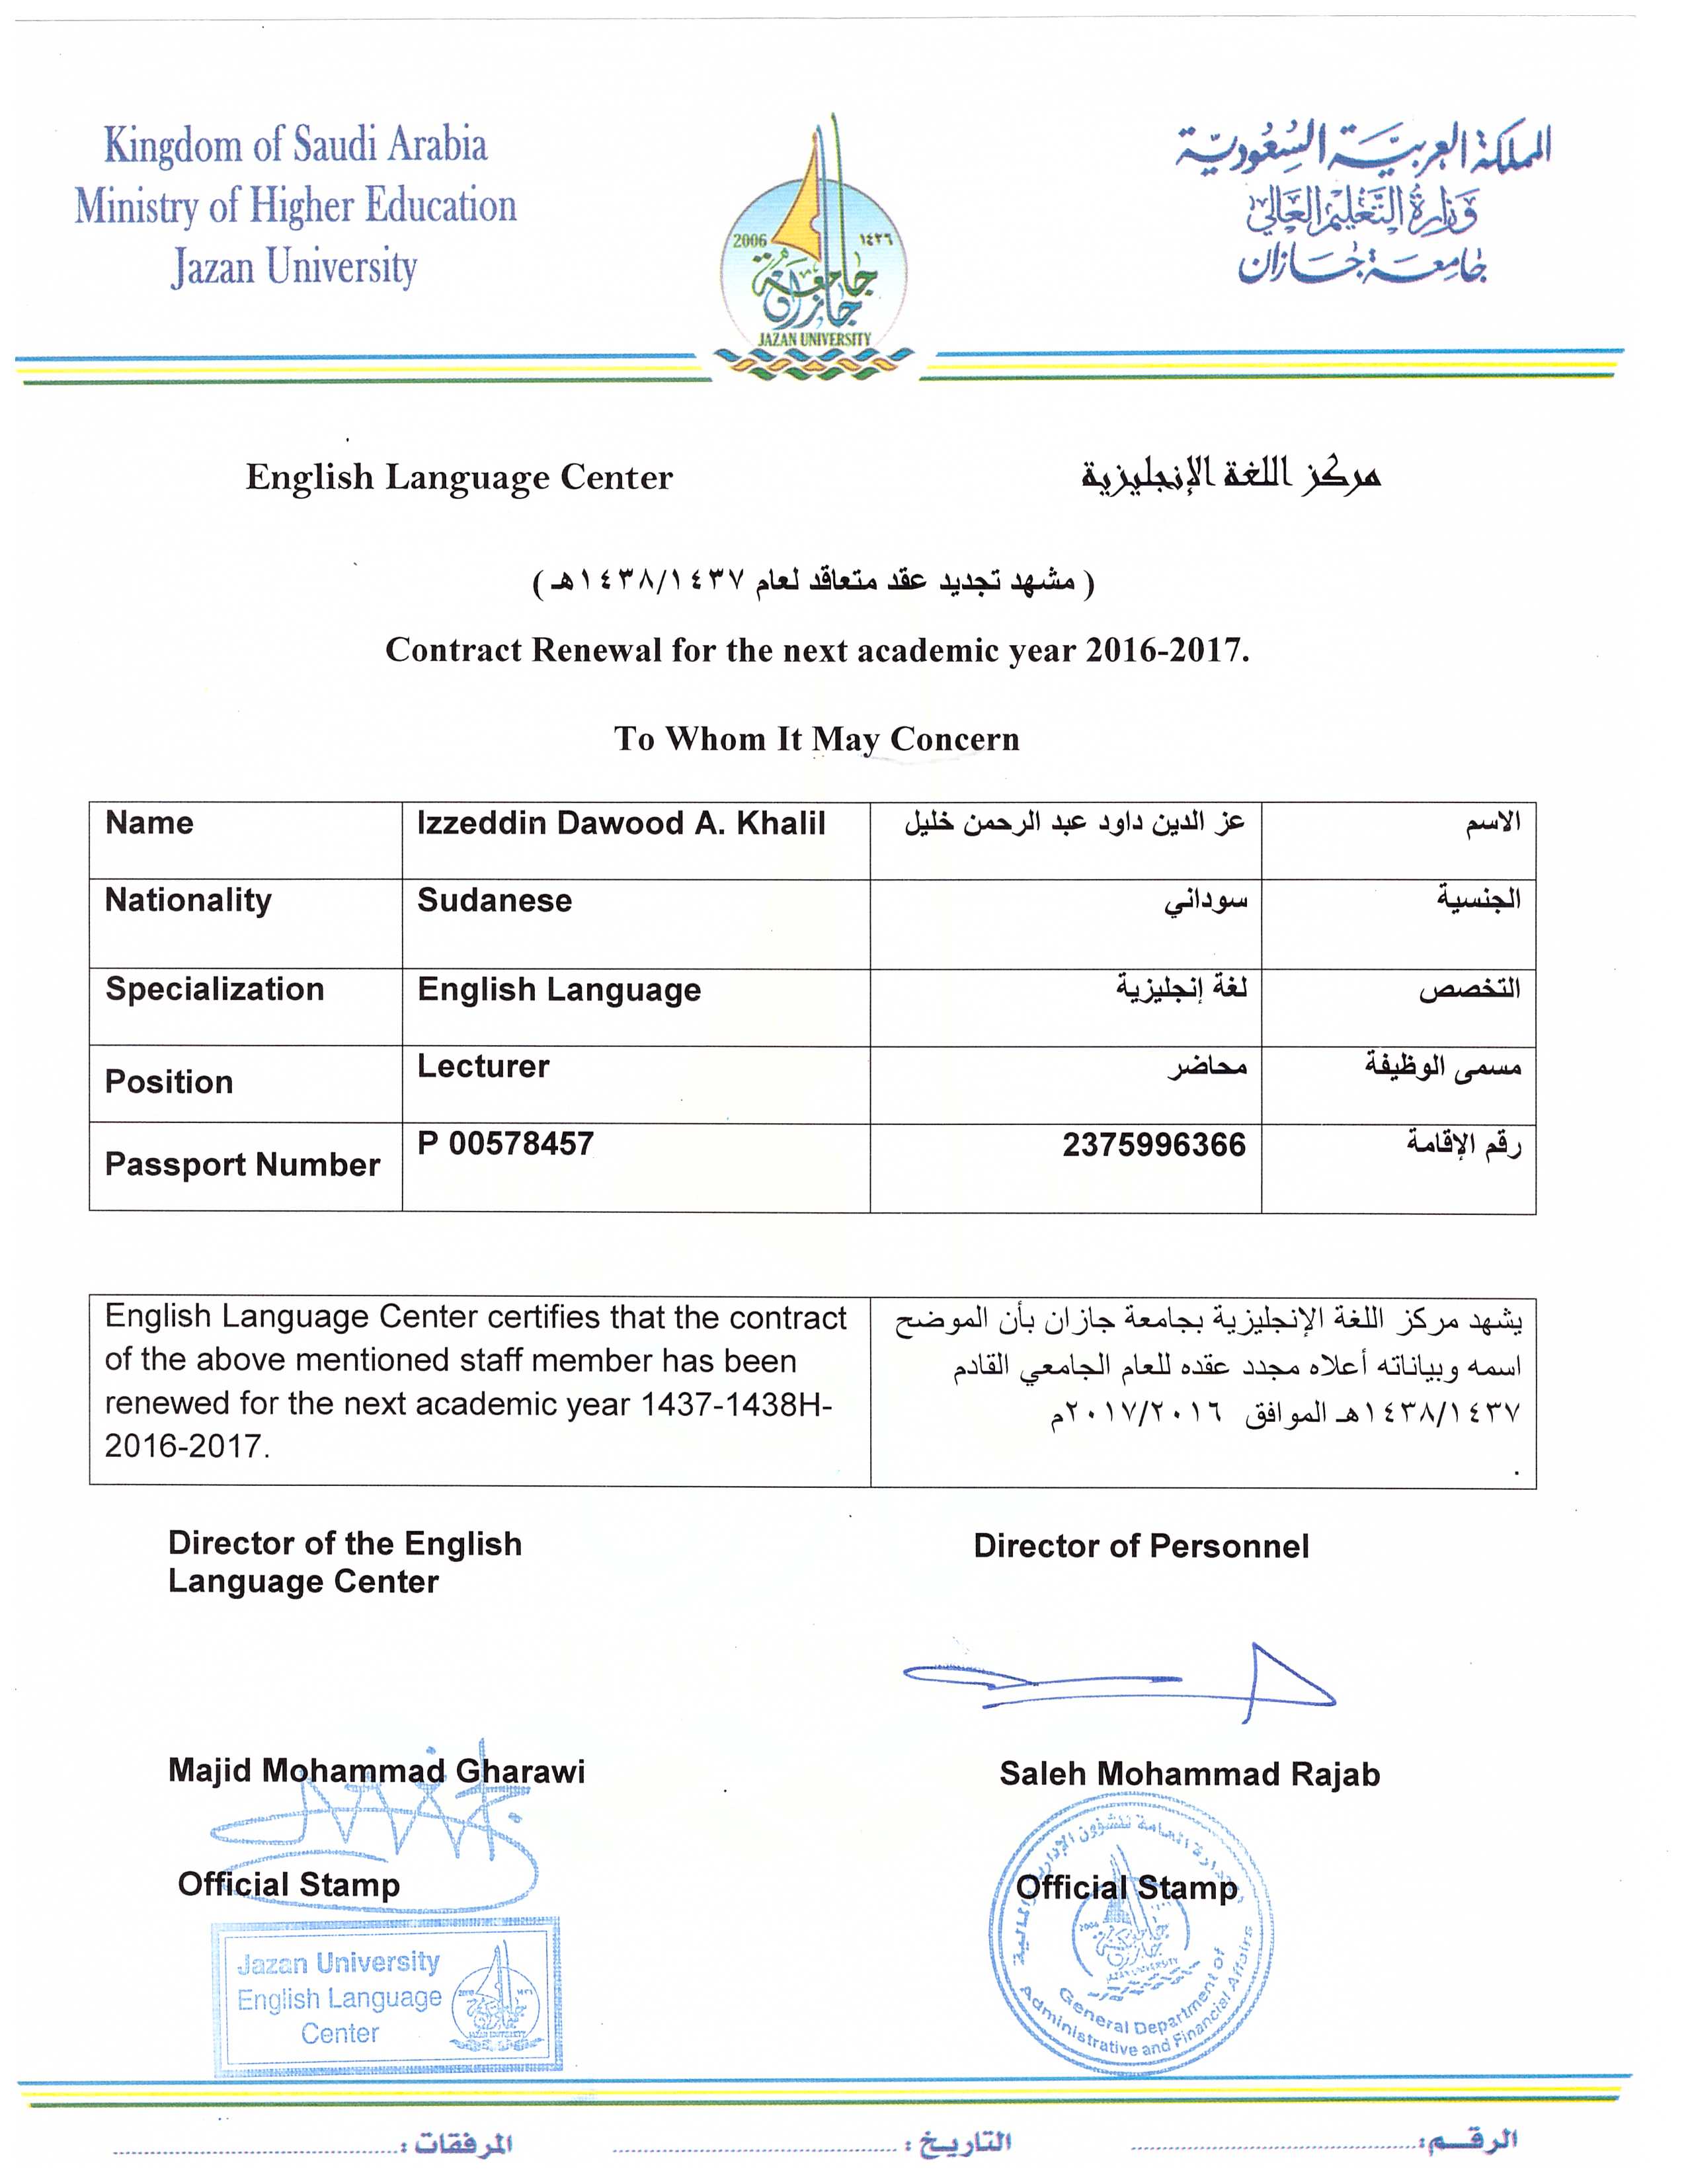 Kingdom of Saudi Arabia
Ministry of Higher Education
Jazan University
المملكة العربية السعودية
وزارة التعليم العالي
جامعة جازان
2006 ١٤٢٦
جامعة جازان
JAZAN UNIVERSITY
English Language Center
مركز اللغة الإنجليزية
( مشهد تجديد عقد متعاقد لعام ١٤٣٨/١٤٣٧هـ )
Contract Renewal for the next academic year 2016-2017.
To Whom It May Concern
Name Izzeddin Dawood A. Khalil عز الدين داود عبد الرحمن خليل الاسم
Nationality Sudanese سوداني الجنسية
Specialization English Language لغة إنجليزية التخصص
Position Lecturer محاضر مسمى الوظيفة
Passport Number P 00578457 2375996366 رقم الإقامة
English Language Center certifies that the contract
of the above mentioned staff member has been
renewed for the next academic year 1437-1438H-
2016-2017.
يشهد مركز اللغة الإنجليزية بجامعة جازان بأن الموضح
اسمه وبياناته أعلاه مجدد عقده للعام الجامعي القادم
١٤٣٨/١٤٣٧هـ الموافق ٢٠١٧/٢٠١٦م
.
Director of the English
Language Center
Director of Personnel
Majid Mohammad Gharawi
Saleh Mohammad Rajab
Official Stamp
Official Stamp
Jazan University
English Language
Center
الإدارة العامة للشؤون الإدارية والمالية
General Department of
Administrative and Financial Affairs
الرقم:
التاريخ:
المرفقات: